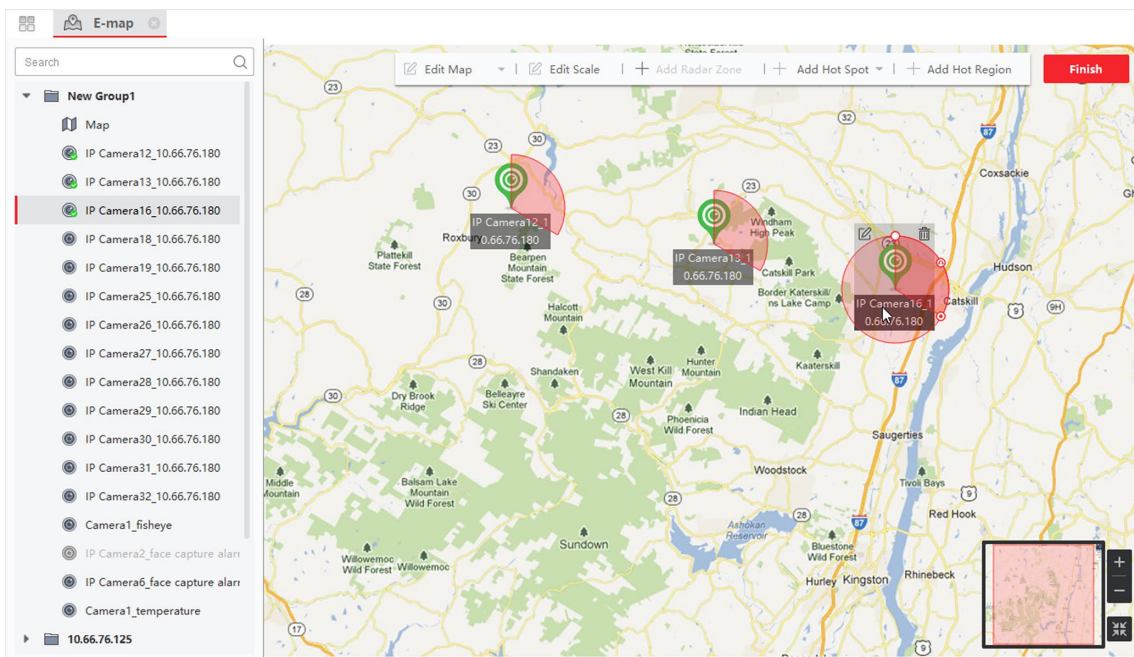 E-map
Search
New Group1
Map
IP Camera12_10.66.76.180
IP Camera13_10.66.76.180
IP Camera16_10.66.76.180
IP Camera18_10.66.76.180
IP Camera19_10.66.76.180
IP Camera25_10.66.76.180
IP Camera26_10.66.76.180
IP Camera27_10.66.76.180
IP Camera28_10.66.76.180
IP Camera29_10.66.76.180
IP Camera30_10.66.76.180
IP Camera31_10.66.76.180
IP Camera32_10.66.76.180
Camera1_fisheye
IP Camera2_face capture alarr
IP Camera6_face capture alarr
Camera1_temperature
10.66.76.125
Edit Map
Edit Scale
Add Radar Zone
Add Hot Spot
Add Hot Region
Finish
State Forest
23
32
87
30
23
Coxsackie
30
23
IP Camera12_1
0.66.76.180
Roxbury
Windham
High Peak
23
Plattekill
State Forest
Bearpen
Mountain
State Forest
IP Camera13_1
0.66.76.180
Catskill Park
Hudson
28
30
Halcott
Mountain
Border Katerskill/
ns Lake Camp
IP Camera16_1
0.66.76.180
Catskill
9
9H
28
Shandaken
West Kill
Mountain
Hunter
Mountain
Kaaterskill
87
30
Dry Brook
Ridge
Belleayre
Ski Center
28
Phoenicia
Wild Forest
Indian Head
Saugerties
Middle
Mountain
Balsam Lake
Mountain
Wild Forest
Woodstock
Tivoli Bays
28
9
Red Hook
28
87
Ashokan
Reservoir
Sundown
Willowemoc
Wild Forest
Willowemoc
Bluestone
Wild Forest
Hurley
Kingston
Rhinebeck
17
9